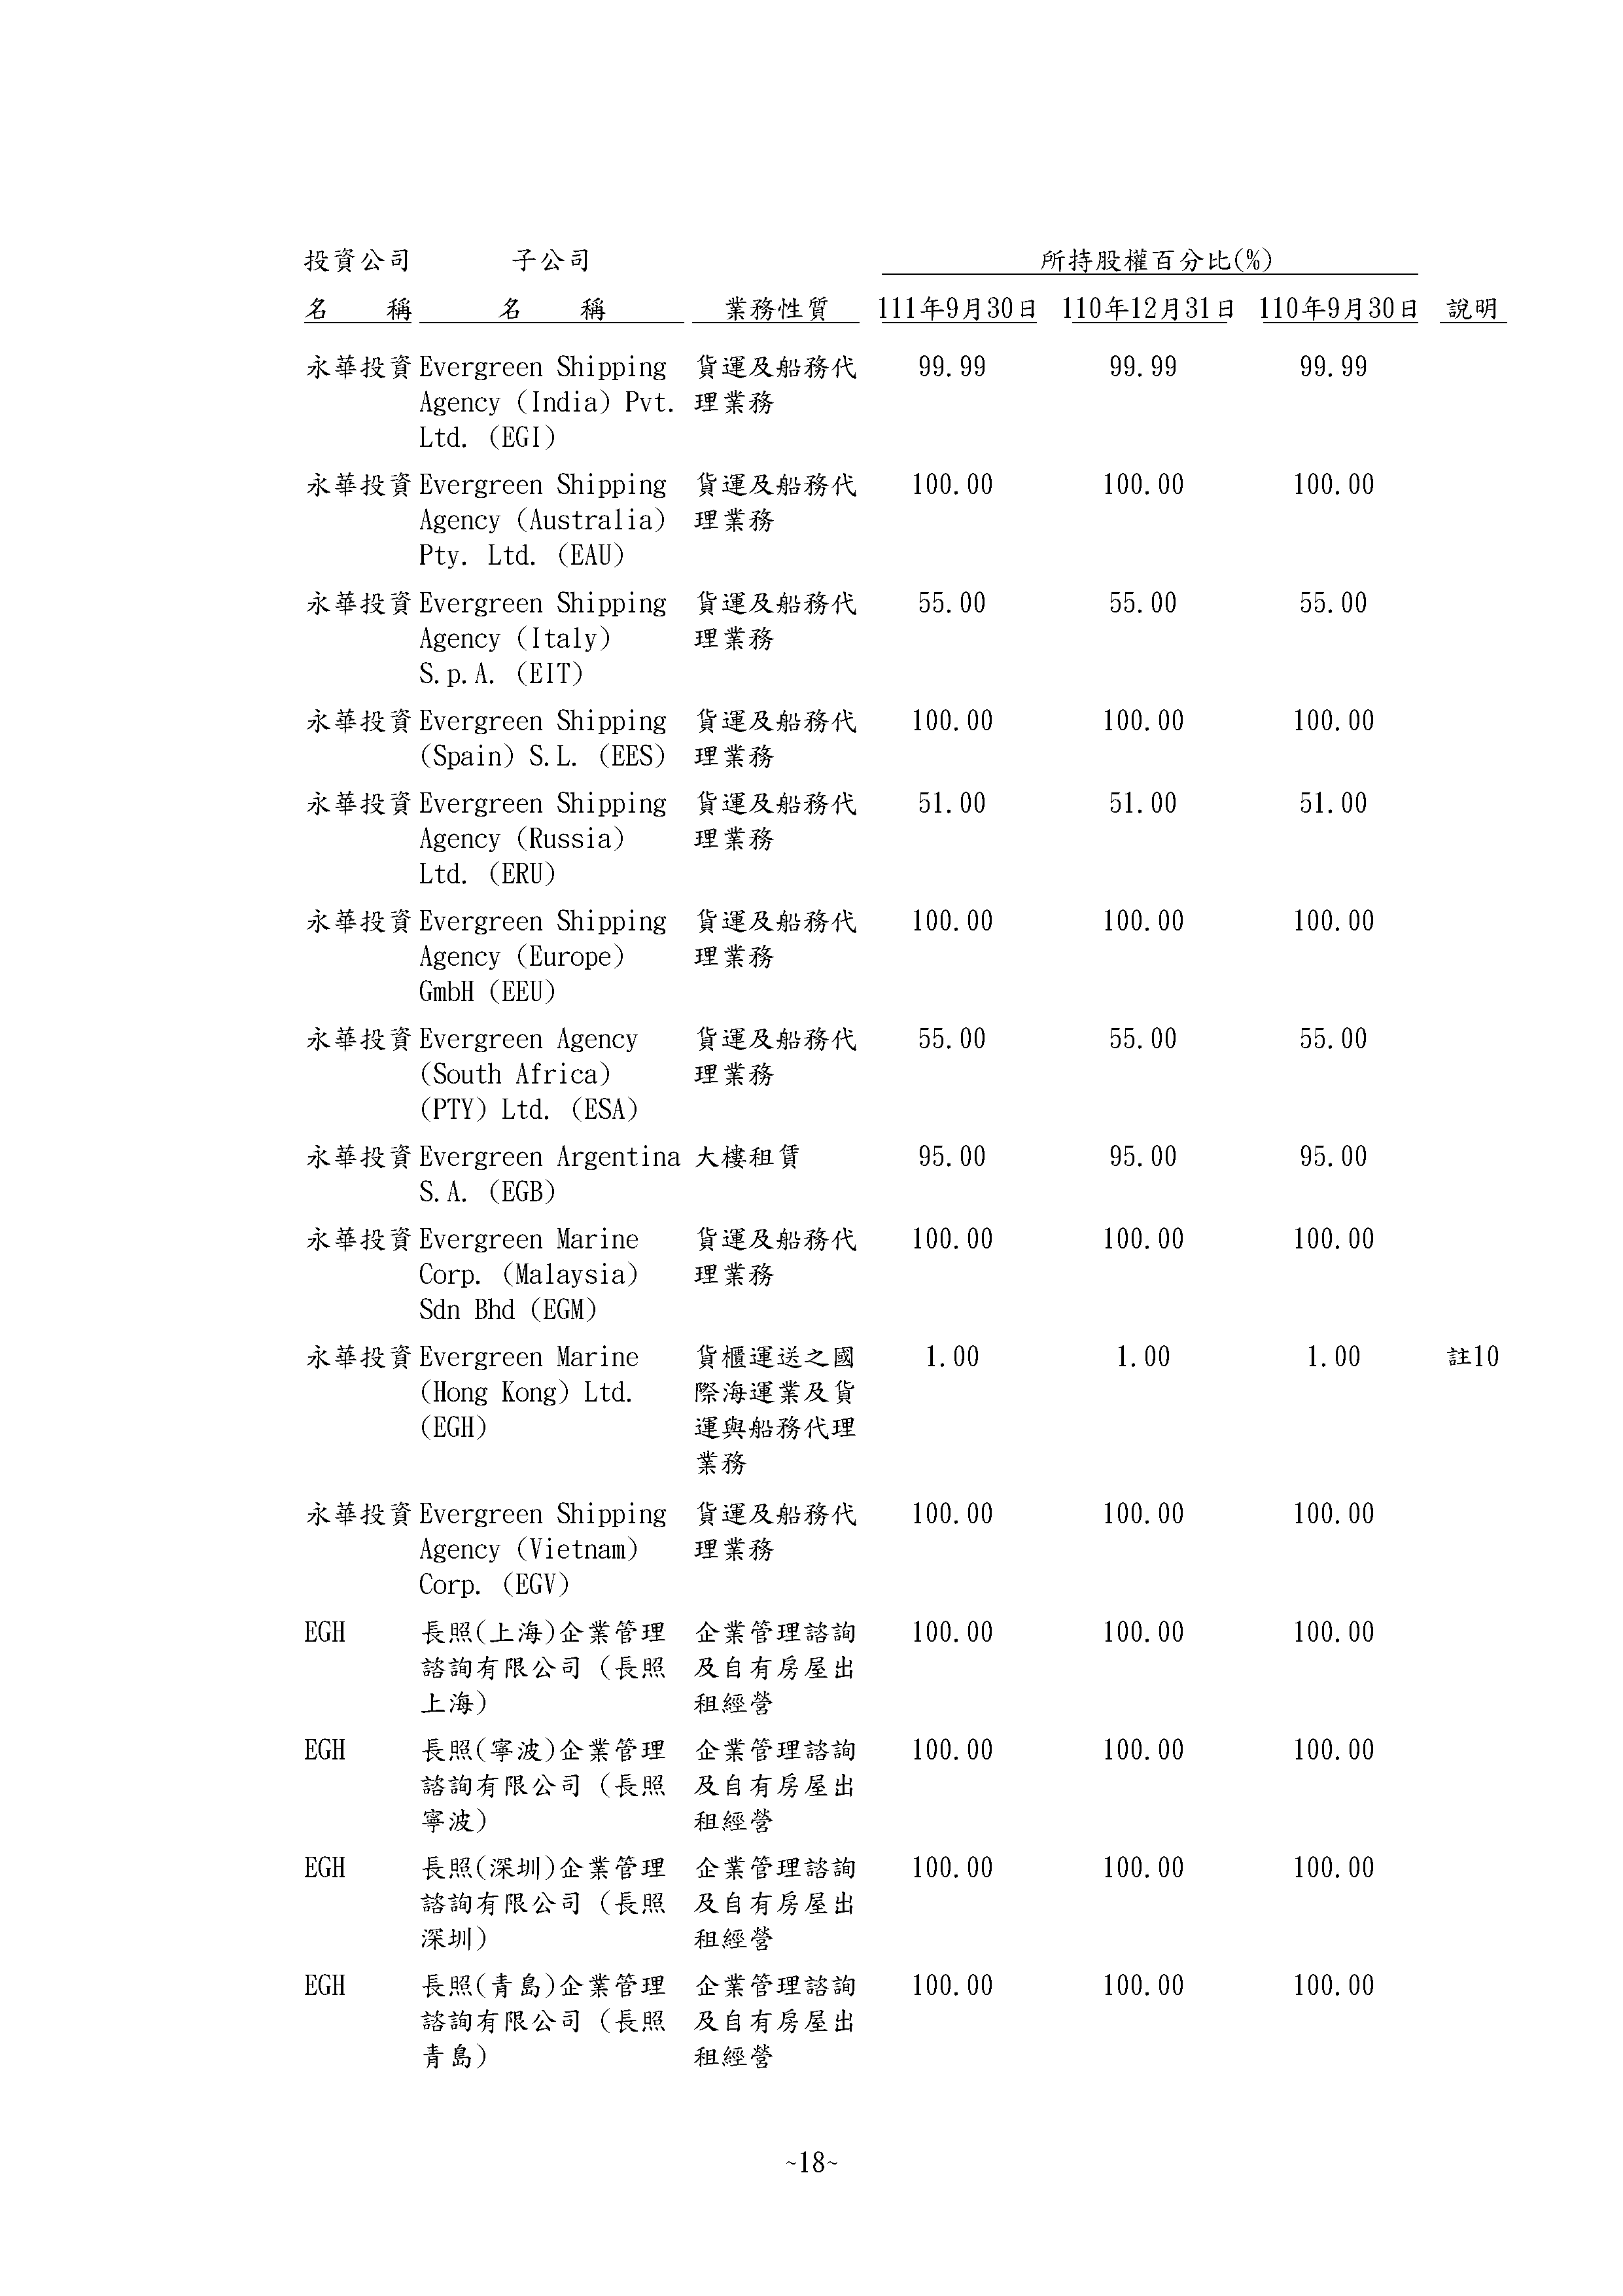 投資公司 子公司 所持股權百分比(%)
名 稱 名 稱 業務性質 111年9月30日 110年12月31日 110年9月30日 說明
永華投資 Evergreen Shipping 貨運及船務代 99.99 99.99 99.99
Agency (India) Pvt. 理業務
Ltd. (EGI)
永華投資 Evergreen Shipping 貨運及船務代 100.00 100.00 100.00
Agency (Australia) 理業務
Pty. Ltd. (EAU)
永華投資 Evergreen Shipping 貨運及船務代 55.00 55.00 55.00
Agency (Italy) 理業務
S.p.A. (EIT)
永華投資 Evergreen Shipping 貨運及船務代 100.00 100.00 100.00
(Spain) S.L. (EES) 理業務
永華投資 Evergreen Shipping 貨運及船務代 51.00 51.00 51.00
Agency (Russia) 理業務
Ltd. (ERU)
永華投資 Evergreen Shipping 貨運及船務代 100.00 100.00 100.00
Agency (Europe) 理業務
GmbH (EEU)
永華投資 Evergreen Agency 貨運及船務代 55.00 55.00 55.00
(South Africa) 理業務
(PTY) Ltd. (ESA)
永華投資 Evergreen Argentina 大樓租賃 95.00 95.00 95.00
S.A. (EGB)
永華投資 Evergreen Marine 貨運及船務代 100.00 100.00 100.00
Corp. (Malaysia) 理業務
Sdn Bhd (EGM)
永華投資 Evergreen Marine 貨櫃運送之國 1.00 1.00 1.00 註10
(Hong Kong) Ltd. 際海運業及貨
(EGH) 運與船務代理
業務
永華投資 Evergreen Shipping 貨運及船務代 100.00 100.00 100.00
Agency (Vietnam) 理業務
Corp. (EGV)
EGH 長照(上海)企業管理 企業管理諮詢 100.00 100.00 100.00
諮詢有限公司 (長照 及自有房屋出
上海) 租經營
EGH 長照(寧波)企業管理 企業管理諮詢 100.00 100.00 100.00
諮詢有限公司 (長照 及自有房屋出
寧波) 租經營
EGH 長照(深圳)企業管理 企業管理諮詢 100.00 100.00 100.00
諮詢有限公司 (長照 及自有房屋出
深圳) 租經營
EGH 長照(青島)企業管理 企業管理諮詢 100.00 100.00 100.00
諮詢有限公司 (長照 及自有房屋出
青島) 租經營
~18~